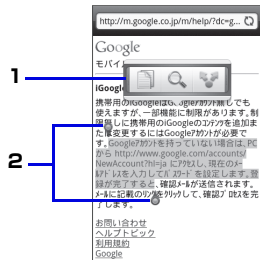 http://m.google.co.jp/m/help/?dc=g...
Google
モバイル
1
iGoogle
携帯用のiGoogleはGoogleアカウント無しでも
使えますが、一部機能に制限があります。制
限無しに携帯用のiGoogleのコンテンツを追加ま
たは変更するにはGoogleアカウントが必要で
2
す。Googleアカウントを持っていない場合は、PC
から http://www.google.com/accounts/
NewAccount?hl=ja にアクセスし、現在のメー
ルアドレスを入力してパスワードを設定します。登
録が完了すると、確認メールが送信されます。
メールに記載のリンクをクリックして、確認プロセスを完
了します。
お問い合わせ
ヘルプトピック
利用規約
Google